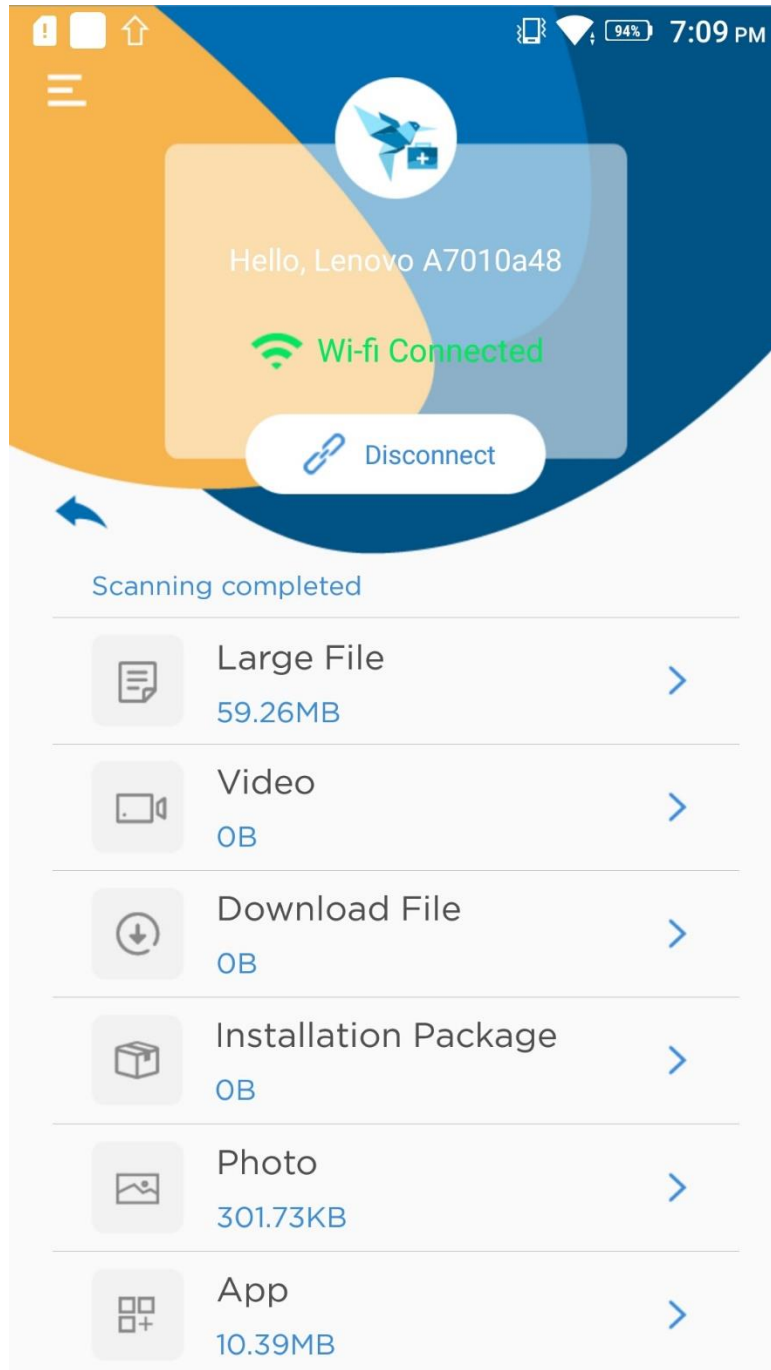 94% 7:09 PM
Hello, Lenovo A7010a48
Wi-fi Connected
Disconnect
Scanning completed
Large File
59.26MB
Video
0B
Download File
0B
Installation Package
0B
Photo
301.73KB
App
10.39MB